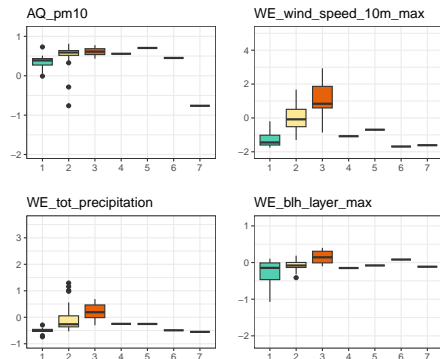 AQ_pm10
1
0
−1
−2
1 2 3 4 5 6 7
WE_wind_speed_10m_max
4
2
0
−2
1 2 3 4 5 6 7
WE_tot_precipitation
3
2
1
0
−1
1 2 3 4 5 6 7
WE_blh_layer_max
1
0
−1
−2
1 2 3 4 5 6 7